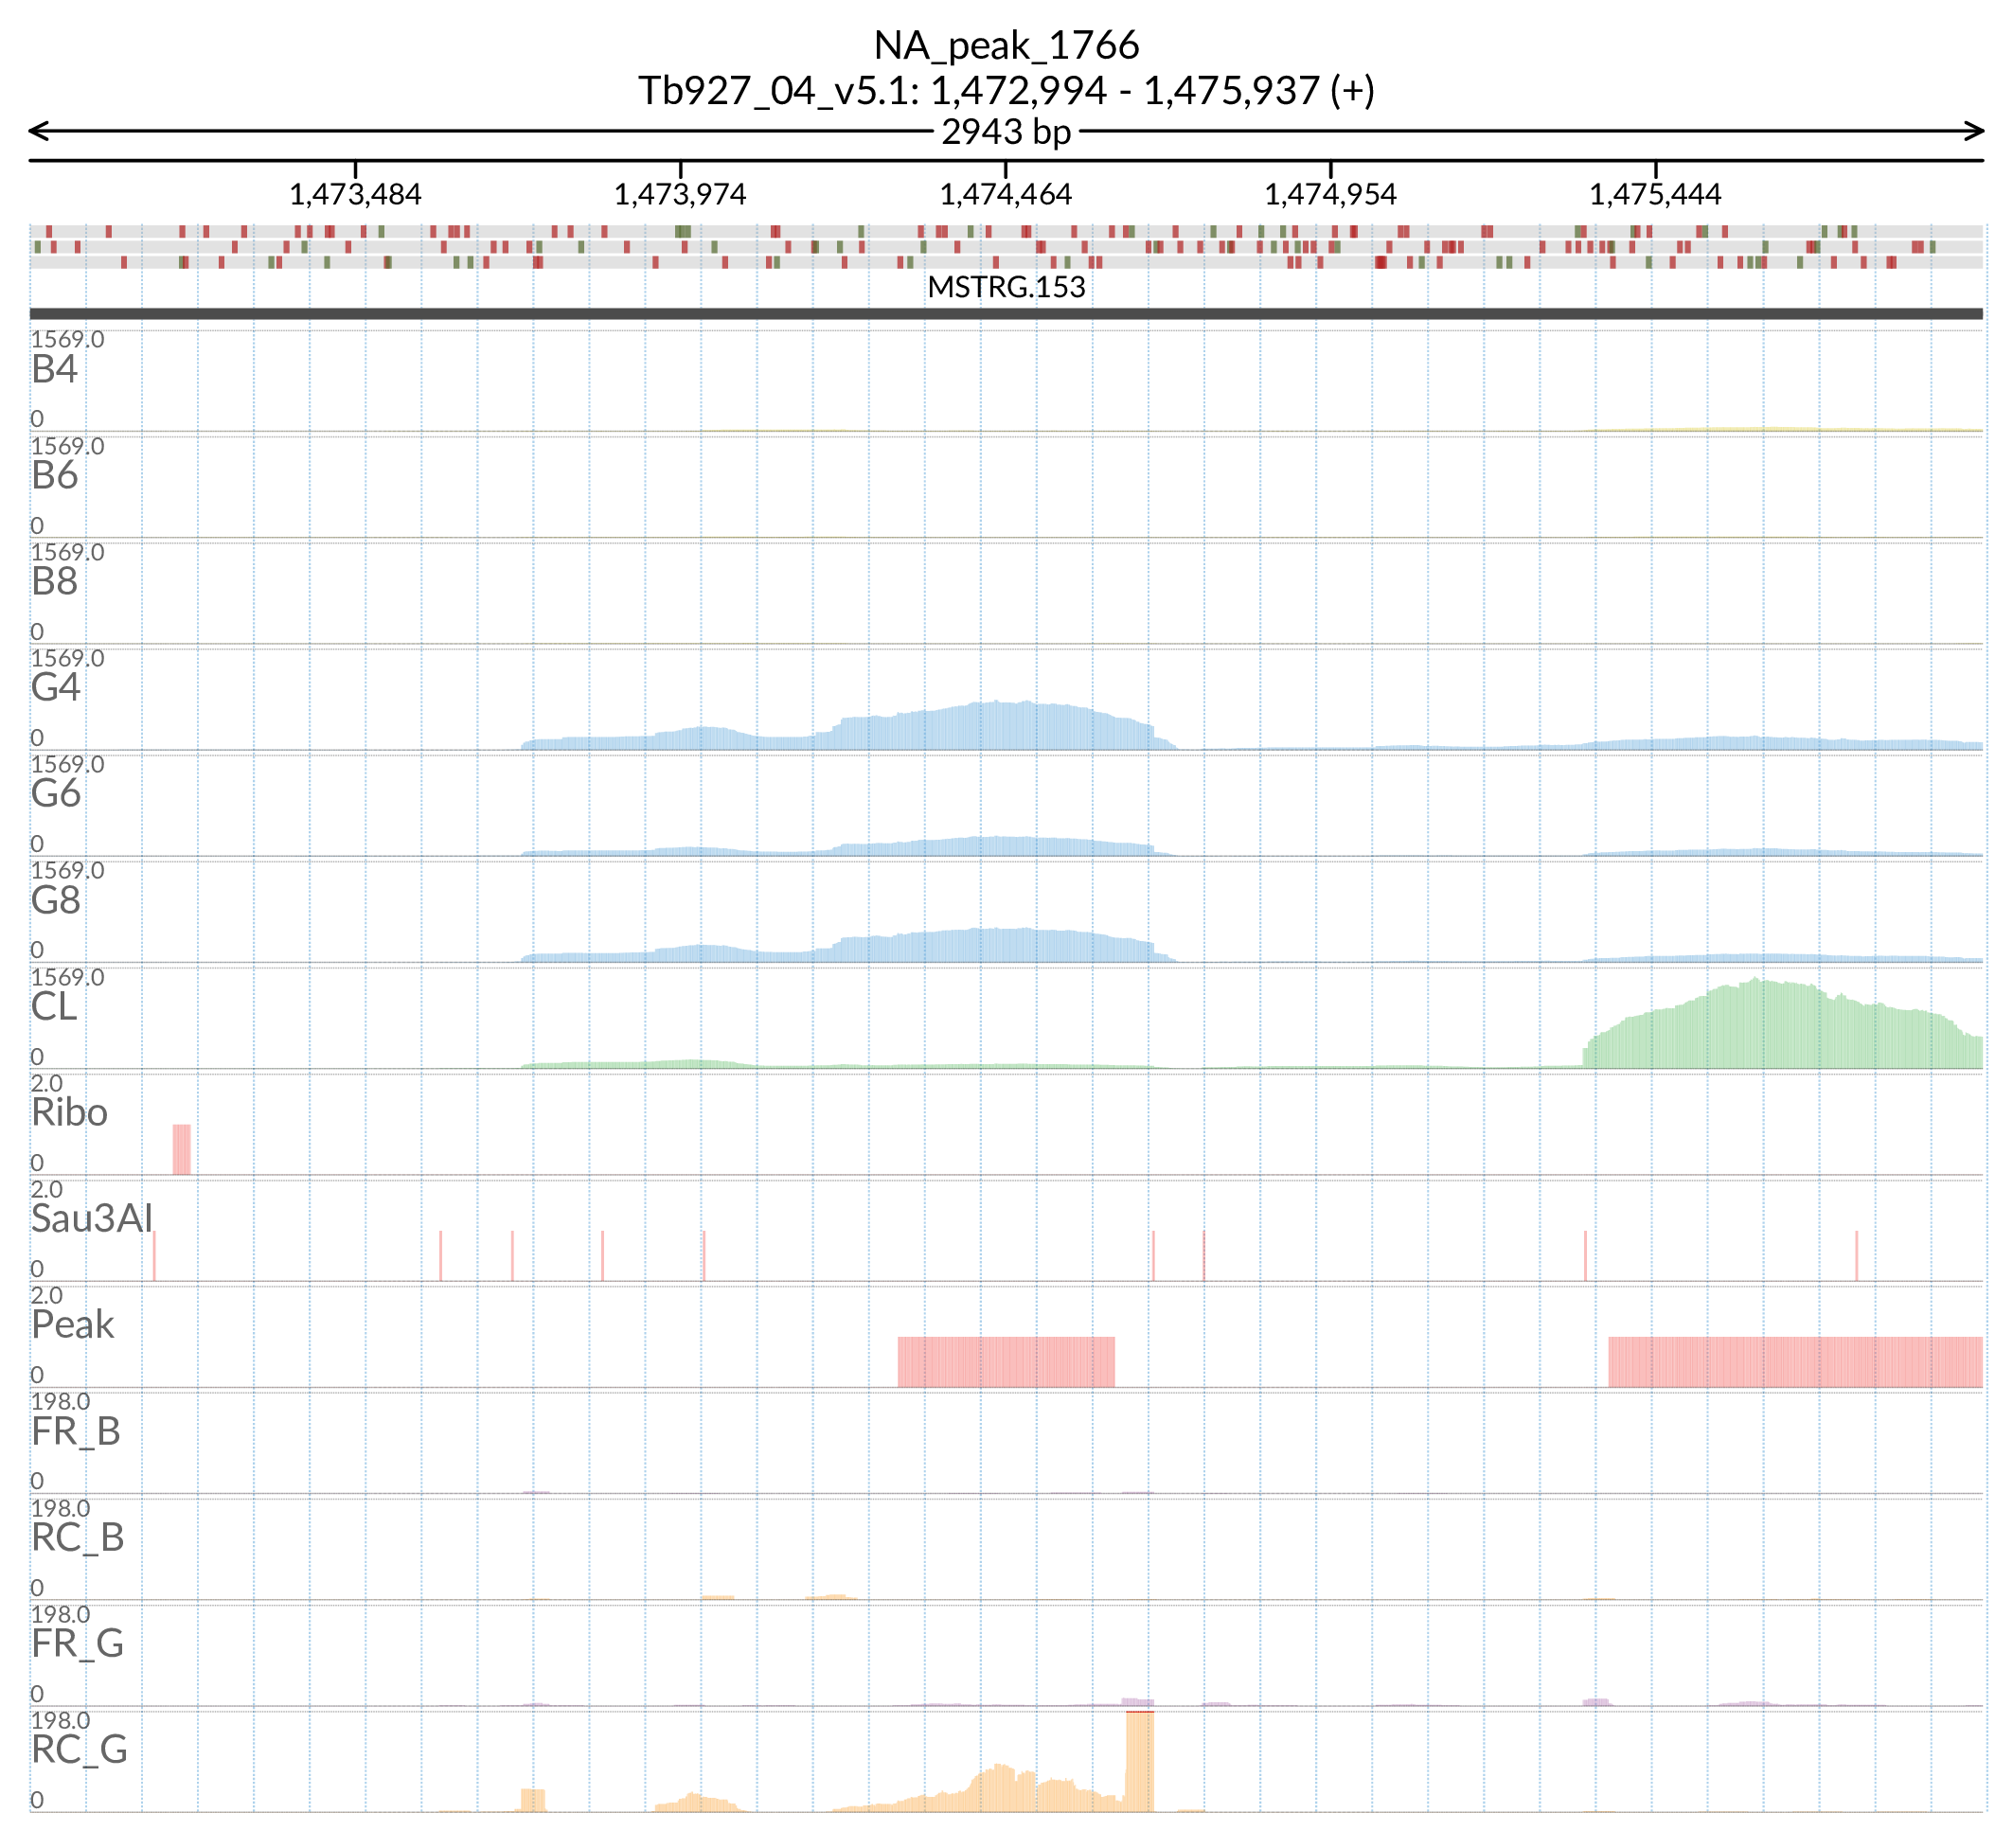 NA_peak_1766
Tb927_04_v5.1: 1,472,994 - 1,475,937 (+)
2943 bp
1,473,484 1,473,974 1,474,464 1,474,954 1,475,444
MSTRG.153
1569.0
B4
0
1569.0
B6
0
1569.0
B8
0
1569.0
G4
0
1569.0
G6
0
1569.0
G8
0
1569.0
CL
0
2.0
Ribo
0
2.0
Sau3AI
0
2.0
Peak
0
198.0
FR_B
0
198.0
RC_B
0
198.0
FR_G
0
198.0
RC_G
0